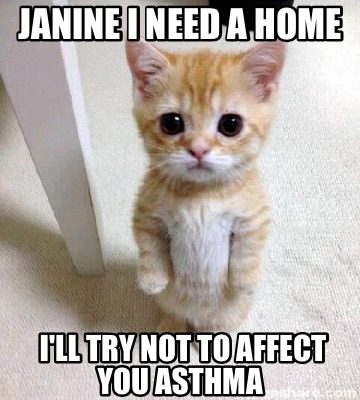 JANINE I NEED A HOME
I'LL TRY NOT TO AFFECT
YOU ASTHMA